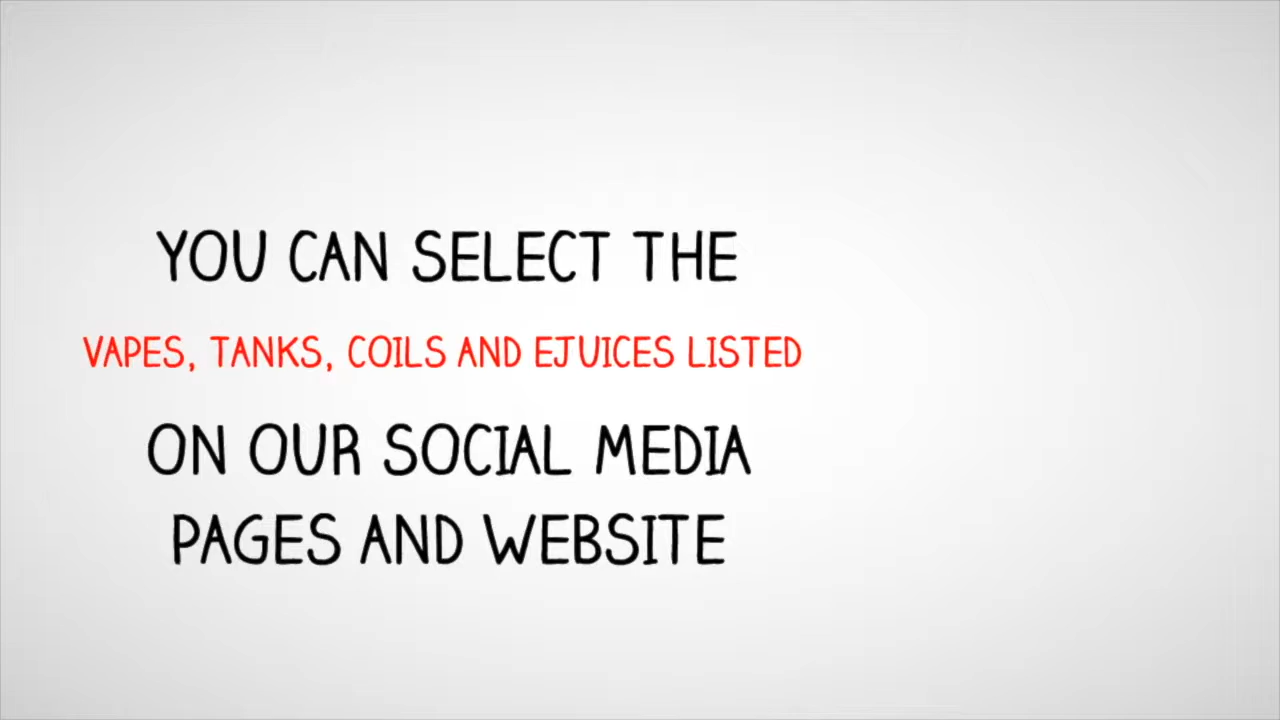 YOU CAN SELECT THE
VAPES, TANKS, COILS AND EJUICES LISTED
ON OUR SOCIAL MEDIA
PAGES AND WEBSITE